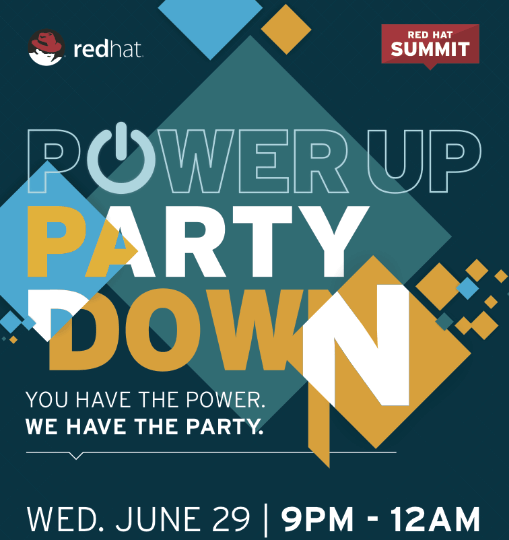 redhat.
RED HAT
SUMMIT
POWER UP
PARTY
DOWN
YOU HAVE THE POWER.
WE HAVE THE PARTY.
WED. JUNE 29 | 9PM - 12AM